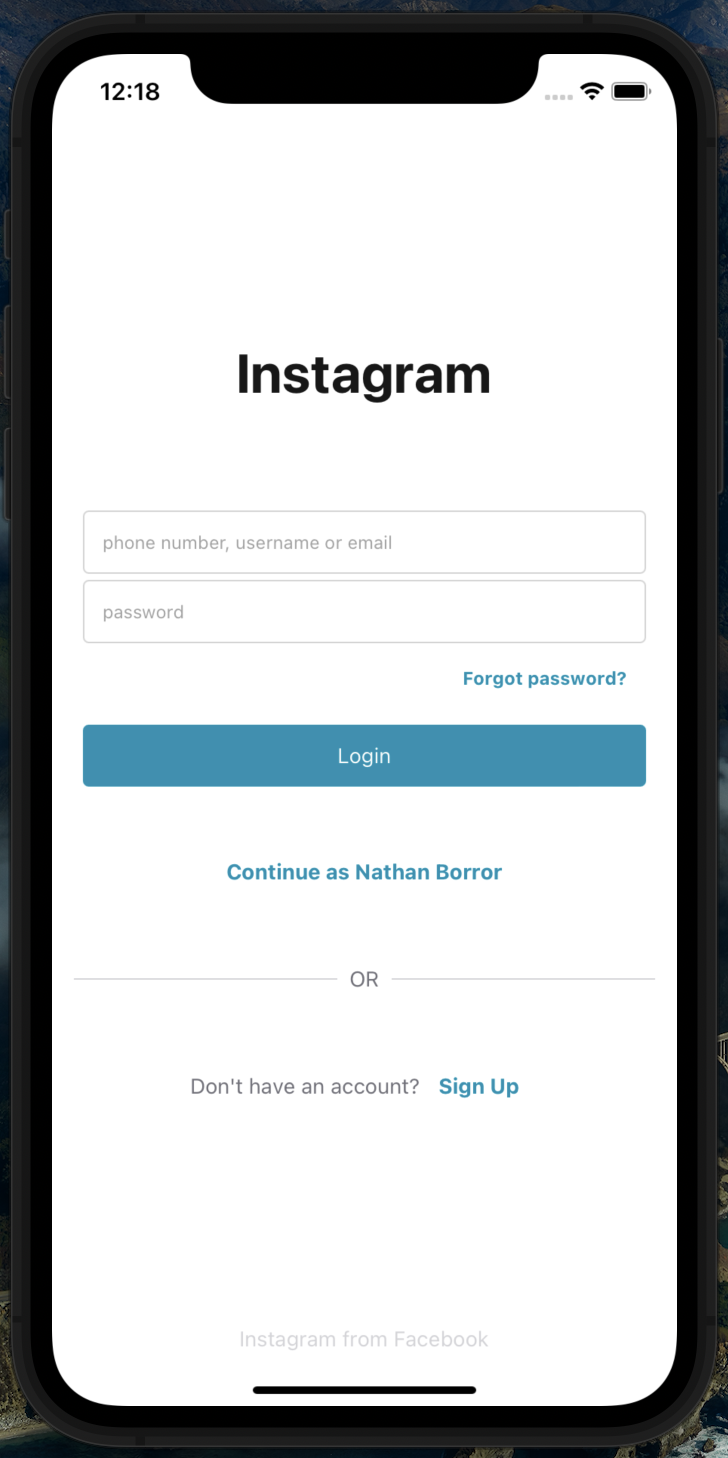 12:18
Instagram
phone number, username or email
password
Forgot password?
Login
Continue as Nathan Borror
OR
Don't have an account? Sign Up
Instagram from Facebook